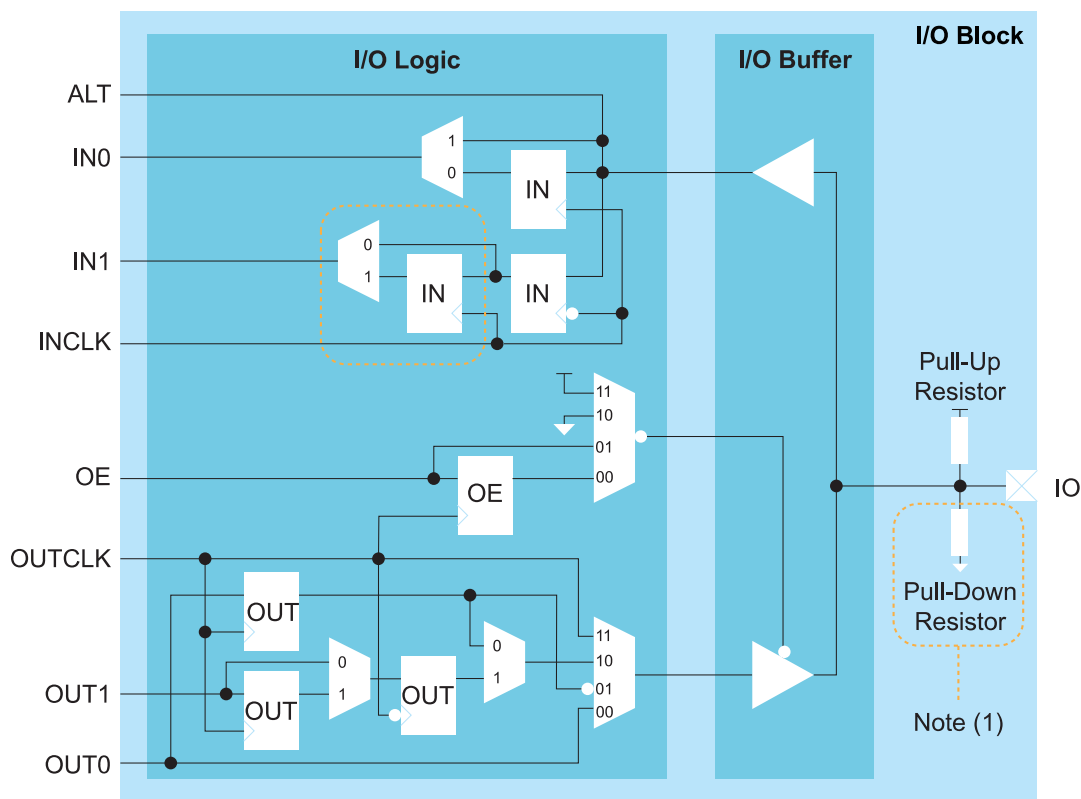 I/O Block
I/O Logic
I/O Buffer
ALT
1
IN0
0
IN
0
IN1
1
IN
IN
INCLK
Pull-Up
Resistor
11
10
01
OE
00
OE
IO
OUTCLK
Pull-Down
Resistor
OUT
11
0
10
0
1
01
OUT1
1
OUT
OUT
00
Note (1)
OUT0